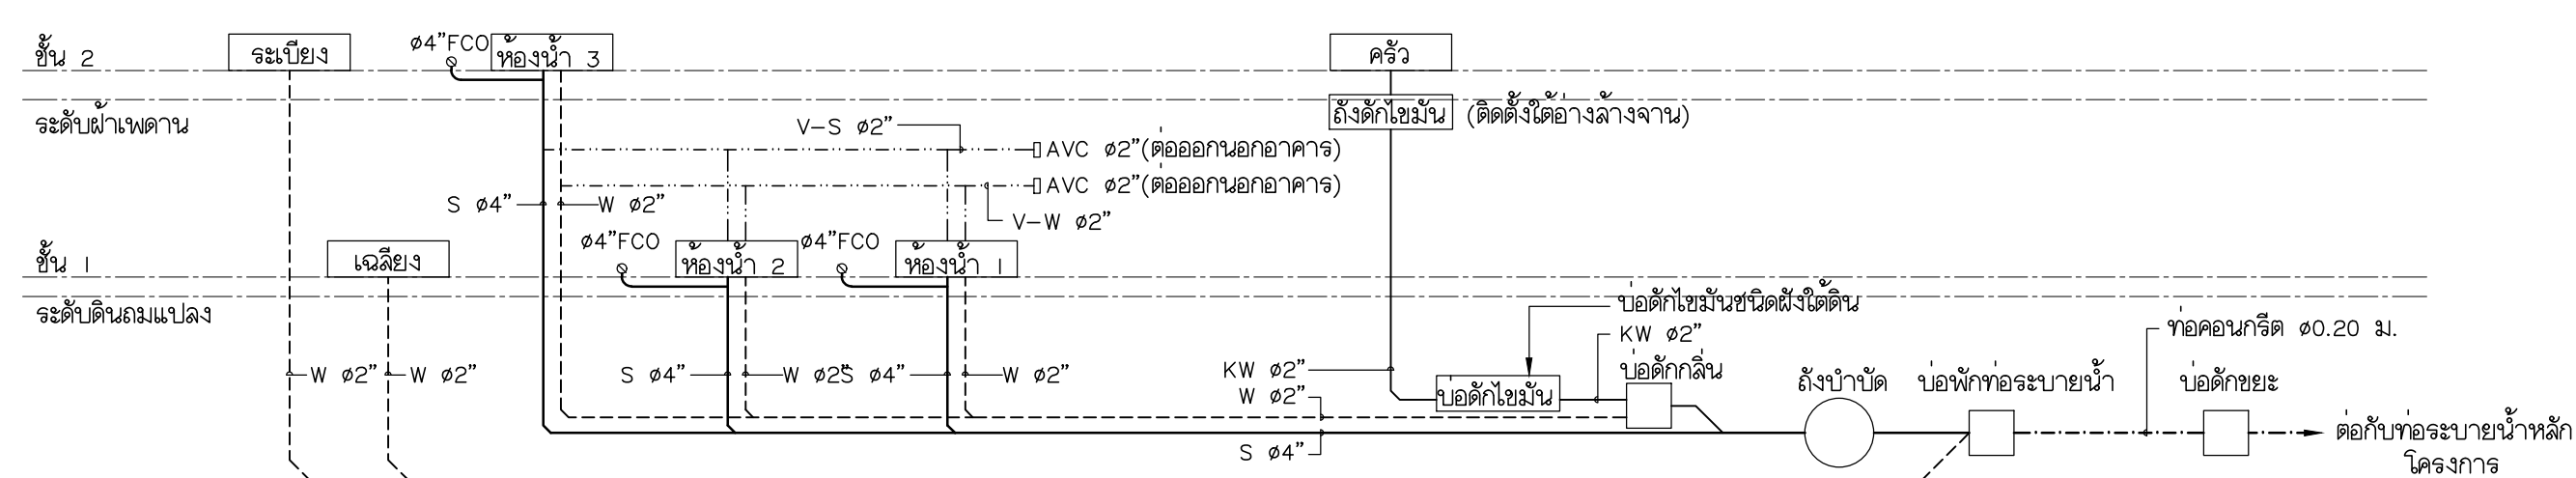 ชั้น 2
ระเบียง
ø4"FCO
ห้องน้ำ 3
ครัว
ระดับฝ้าเพดาน
ถังดักไขมัน (ติดตั้งใต้อ่างล้างจาน)
V-S ø2"
AVC ø2"(ต่อออกนอกอาคาร)
AVC ø2"(ต่อออกนอกอาคาร)
S ø4"
W ø2"
V-W ø2"
ชั้น 1
เฉลียง
ø4"FCO
ห้องน้ำ 2
ø4"FCO
ห้องน้ำ 1
ระดับดินถมแปลง
บ่อดักไขมันชนิดฝังใต้ดิน
KW ø2"
ท่อคอนกรีต ø0.20 ม.
W ø2"
W ø2"
S ø4"
W ø2"
S ø4"
W ø2"
KW ø2"
W ø2"
บ่อดักไขมัน
บ่อดักกลิ่น
ถังบำบัด
บ่อพักท่อระบายน้ำ
บ่อดักขยะ
S ø4"
ต่อกับท่อระบายน้ำหลัก
โครงการ